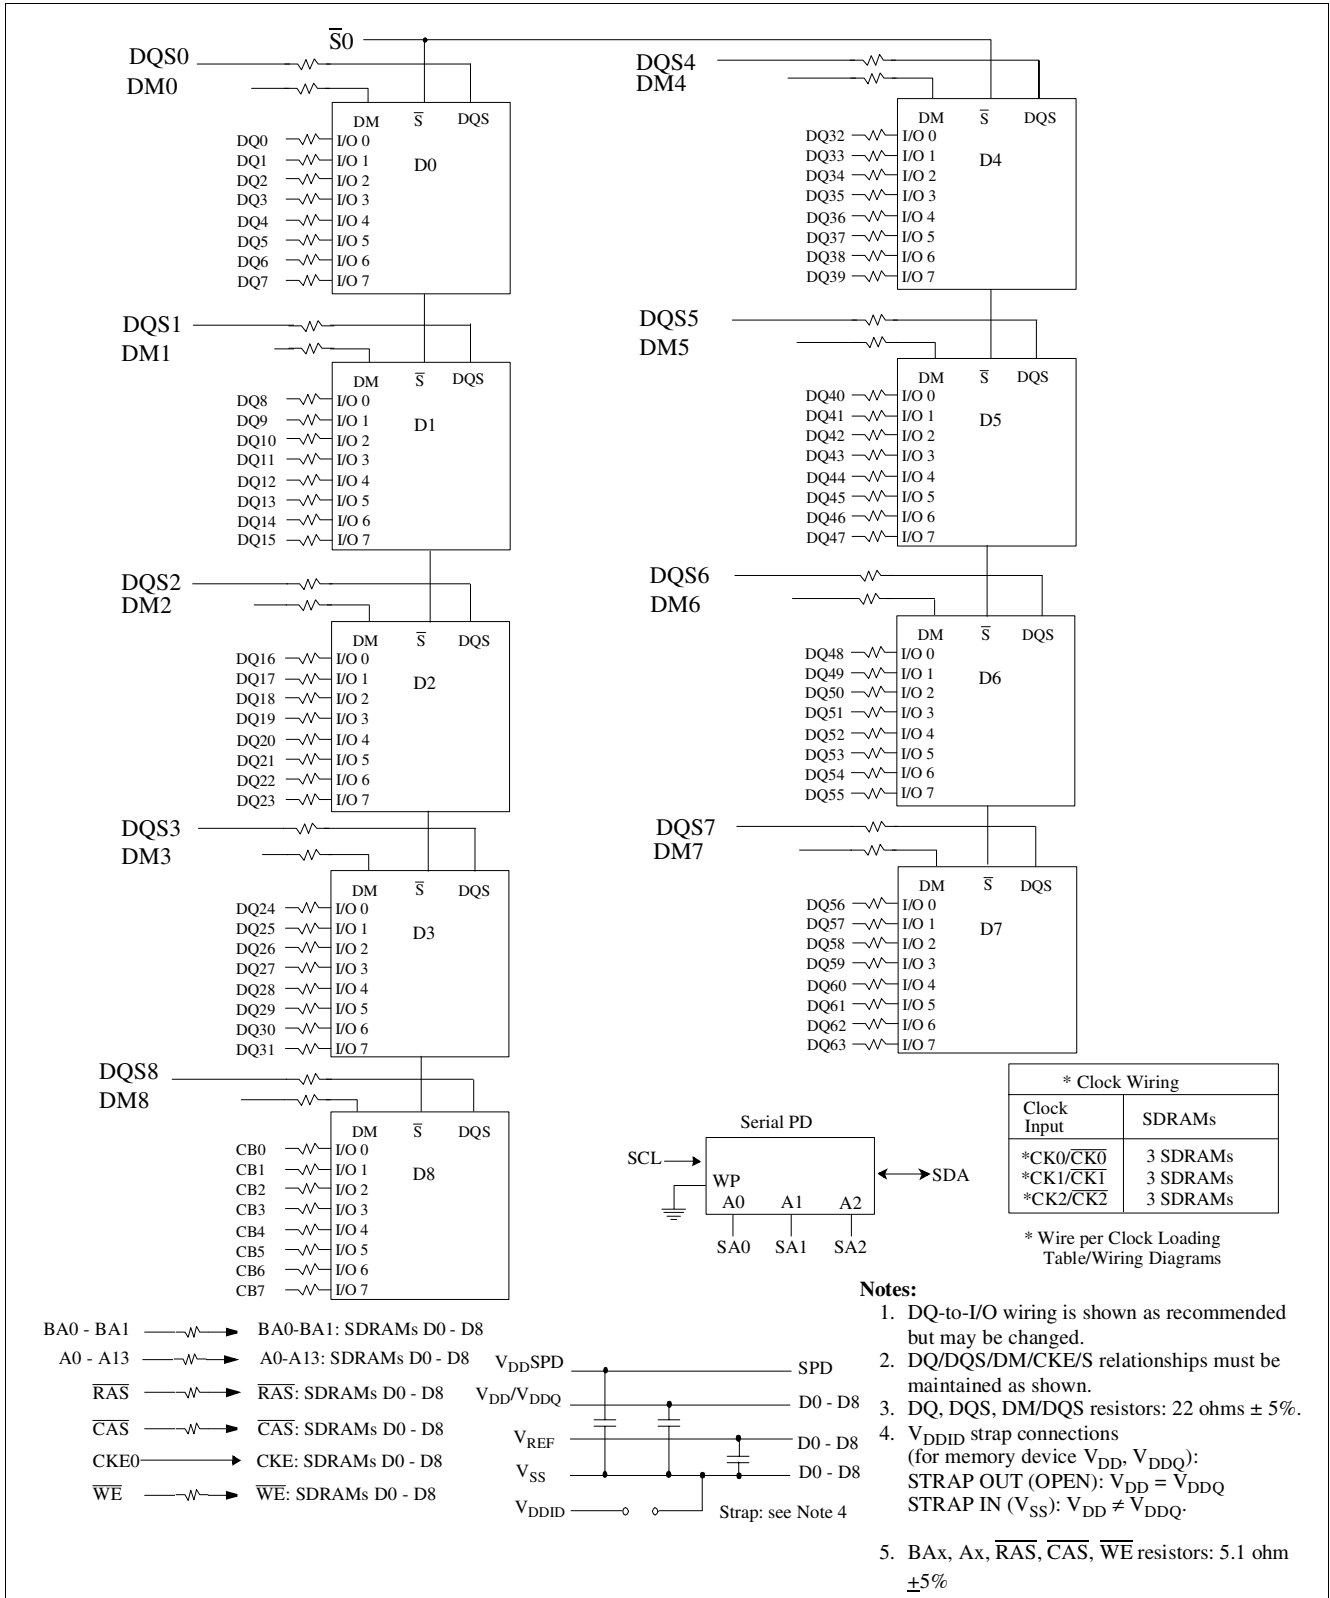 S̅0
DQS0
DM0
DM S̅ DQS
D0
DQ0 I/O 0
DQ1 I/O 1
DQ2 I/O 2
DQ3 I/O 3
DQ4 I/O 4
DQ5 I/O 5
DQ6 I/O 6
DQ7 I/O 7
DQS1
DM1
DM S̅ DQS
D1
DQ8 I/O 0
DQ9 I/O 1
DQ10 I/O 2
DQ11 I/O 3
DQ12 I/O 4
DQ13 I/O 5
DQ14 I/O 6
DQ15 I/O 7
DQS2
DM2
DM S̅ DQS
D2
DQ16 I/O 0
DQ17 I/O 1
DQ18 I/O 2
DQ19 I/O 3
DQ20 I/O 4
DQ21 I/O 5
DQ22 I/O 6
DQ23 I/O 7
DQS3
DM3
DM S̅ DQS
D3
DQ24 I/O 0
DQ25 I/O 1
DQ26 I/O 2
DQ27 I/O 3
DQ28 I/O 4
DQ29 I/O 5
DQ30 I/O 6
DQ31 I/O 7
DQS8
DM8
DM S̅ DQS
D8
CB0 I/O 0
CB1 I/O 1
CB2 I/O 2
CB3 I/O 3
CB4 I/O 4
CB5 I/O 5
CB6 I/O 6
CB7 I/O 7
DQS4
DM4
DM S̅ DQS
D4
DQ32 I/O 0
DQ33 I/O 1
DQ34 I/O 2
DQ35 I/O 3
DQ36 I/O 4
DQ37 I/O 5
DQ38 I/O 6
DQ39 I/O 7
DQS5
DM5
DM S̅ DQS
D5
DQ40 I/O 0
DQ41 I/O 1
DQ42 I/O 2
DQ43 I/O 3
DQ44 I/O 4
DQ45 I/O 5
DQ46 I/O 6
DQ47 I/O 7
DQS6
DM6
DM S̅ DQS
D6
DQ48 I/O 0
DQ49 I/O 1
DQ50 I/O 2
DQ51 I/O 3
DQ52 I/O 4
DQ53 I/O 5
DQ54 I/O 6
DQ55 I/O 7
DQS7
DM7
DM S̅ DQS
D7
DQ56 I/O 0
DQ57 I/O 1
DQ58 I/O 2
DQ59 I/O 3
DQ60 I/O 4
DQ61 I/O 5
DQ62 I/O 6
DQ63 I/O 7
* Clock Wiring
Clock Input SDRAMs
*CK0/C̅K̅0̅ 3 SDRAMs
*CK1/C̅K̅1̅ 3 SDRAMs
*CK2/C̅K̅2̅ 3 SDRAMs
* Wire per Clock Loading
Table/Wiring Diagrams
Serial PD
SCL
WP
SDA
A0 A1 A2
SA0 SA1 SA2
BA0 - BA1 BA0-BA1: SDRAMs D0 - D8
A0 - A13 A0-A13: SDRAMs D0 - D8
R̅A̅S̅ R̅A̅S̅: SDRAMs D0 - D8
C̅A̅S̅ C̅A̅S̅: SDRAMs D0 - D8
CKE0 CKE: SDRAMs D0 - D8
W̅E̅ W̅E̅: SDRAMs D0 - D8
VDDSPD SPD
VDD/VDDQ D0 - D8
VREF D0 - D8
VSS D0 - D8
VDDID Strap: see Note 4
Notes:
1. DQ-to-I/O wiring is shown as recommended
but may be changed.
2. DQ/DQS/DM/CKE/S relationships must be
maintained as shown.
3. DQ, DQS, DM/DQS resistors: 22 ohms ± 5%.
4. VDDID strap connections
(for memory device VDD, VDDQ):
STRAP OUT (OPEN): VDD = VDDQ
STRAP IN (VSS): VDD ≠ VDDQ.
5. BAx, Ax, R̅A̅S̅, C̅A̅S̅, W̅E̅ resistors: 5.1 ohm
±5%